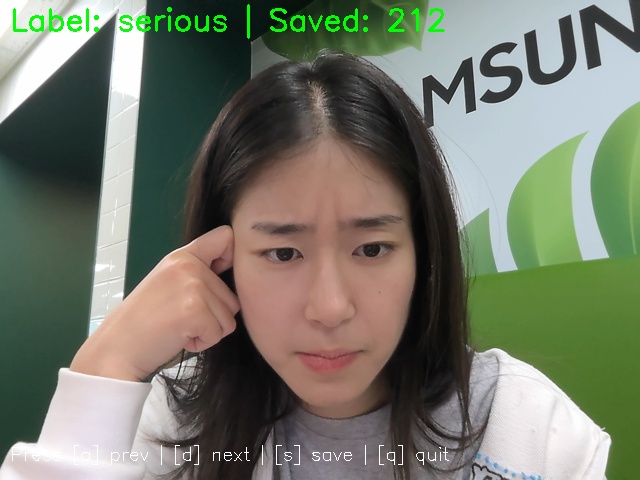 Label: serious | Saved: 212
MSUN
Press [a] prev | [d] next | [s] save | [q] quit